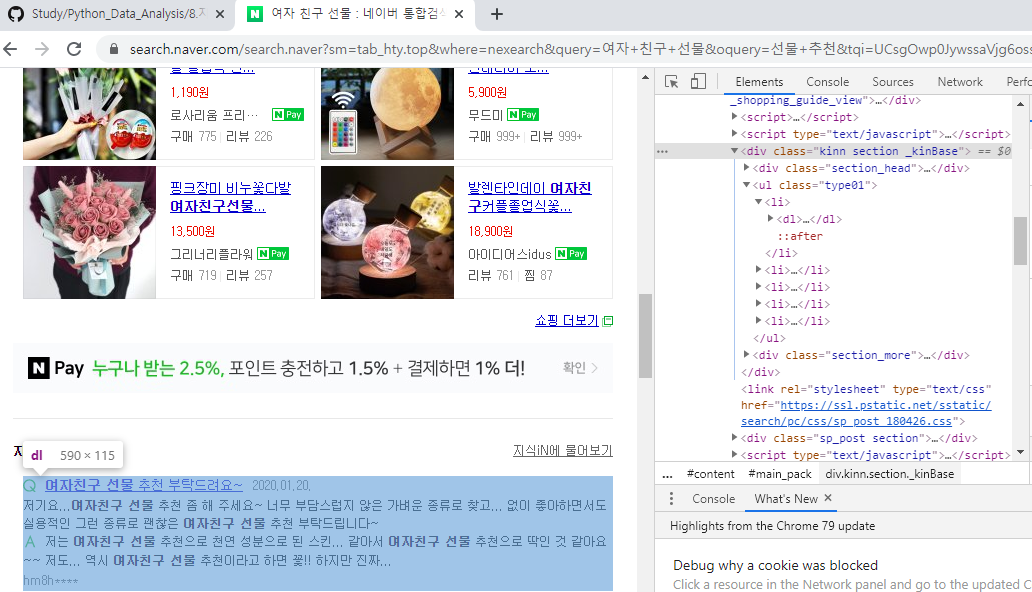 Study/Python_Data_Analysis/8.
여자 친구 선물 : 네이버 통합검색
search.naver.com/search.naver?sm=tab_hty.top&where=nexearch&query=여자+친구+선물&oquery=선물+추천&tqi=UCsgOwp0JywssaVjg6oss
1,190원
로사리움 프리…
N Pay
구매 775 리뷰 226
5,900원
무드미
N Pay
구매 999+ 리뷰 999+
핑크장미 비누꽃다발
여자친구선물...
13,500원
그리너리플라워
N Pay
구매 719 리뷰 257
발렌타인데이 여자친
구커플졸업식꽃...
18,900원
아이디어스idus
N Pay
리뷰 761 찜 87
쇼핑 더보기
N Pay 누구나 받는 2.5%, 포인트 충전하고 1.5% + 결제하면 1% 더!
확인
dl 590 × 115
지식iN에 물어보기
Q 여자친구 선물 추천 부탁드려요~ 2020.01.20.
저기요...여자친구 선물 추천 좀 해 주세요~ 너무 부담스럽지 않은 가벼운 종류로 찾고... 없이 좋아하면서도
실용적인 그런 종류로 괜찮은 여자친구 선물 추천 부탁드립니다~
A 저는 여자친구 선물 추천으로 천연 성분으로 된 스킨... 같아서 여자친구 선물 추천으로 딱인 것 같아요
~~ 저도... 역시 여자친구 선물 추천이라고 하면 꽃!! 하지만 진짜...
hm8h****
Elements Console Sources Network Perfo
_shopping_guide_view">…</div>
<script>…</script>
<script type="text/javascript">…</script>
<div class="kinn section _kinBase"> == $0
<div class="section_head">…</div>
<ul class="type01">
<li>
<dl>…</dl>
::after
</li>
<li>…</li>
<li>…</li>
<li>…</li>
<li>…</li>
</ul>
<div class="section_more">…</div>
</div>
<link rel="stylesheet" type="text/css"
href="https://ssl.pstatic.net/sstatic/
search/pc/css/sp_post_180426.css">
<div class="sp_post section">…</div>
<script type="text/javascript">…</script>
... #content #main_pack div.kinn.section._kinBase
Console What's New ×
Highlights from the Chrome 79 update
Debug why a cookie was blocked
Click a resource in the Network panel and go to the updated C